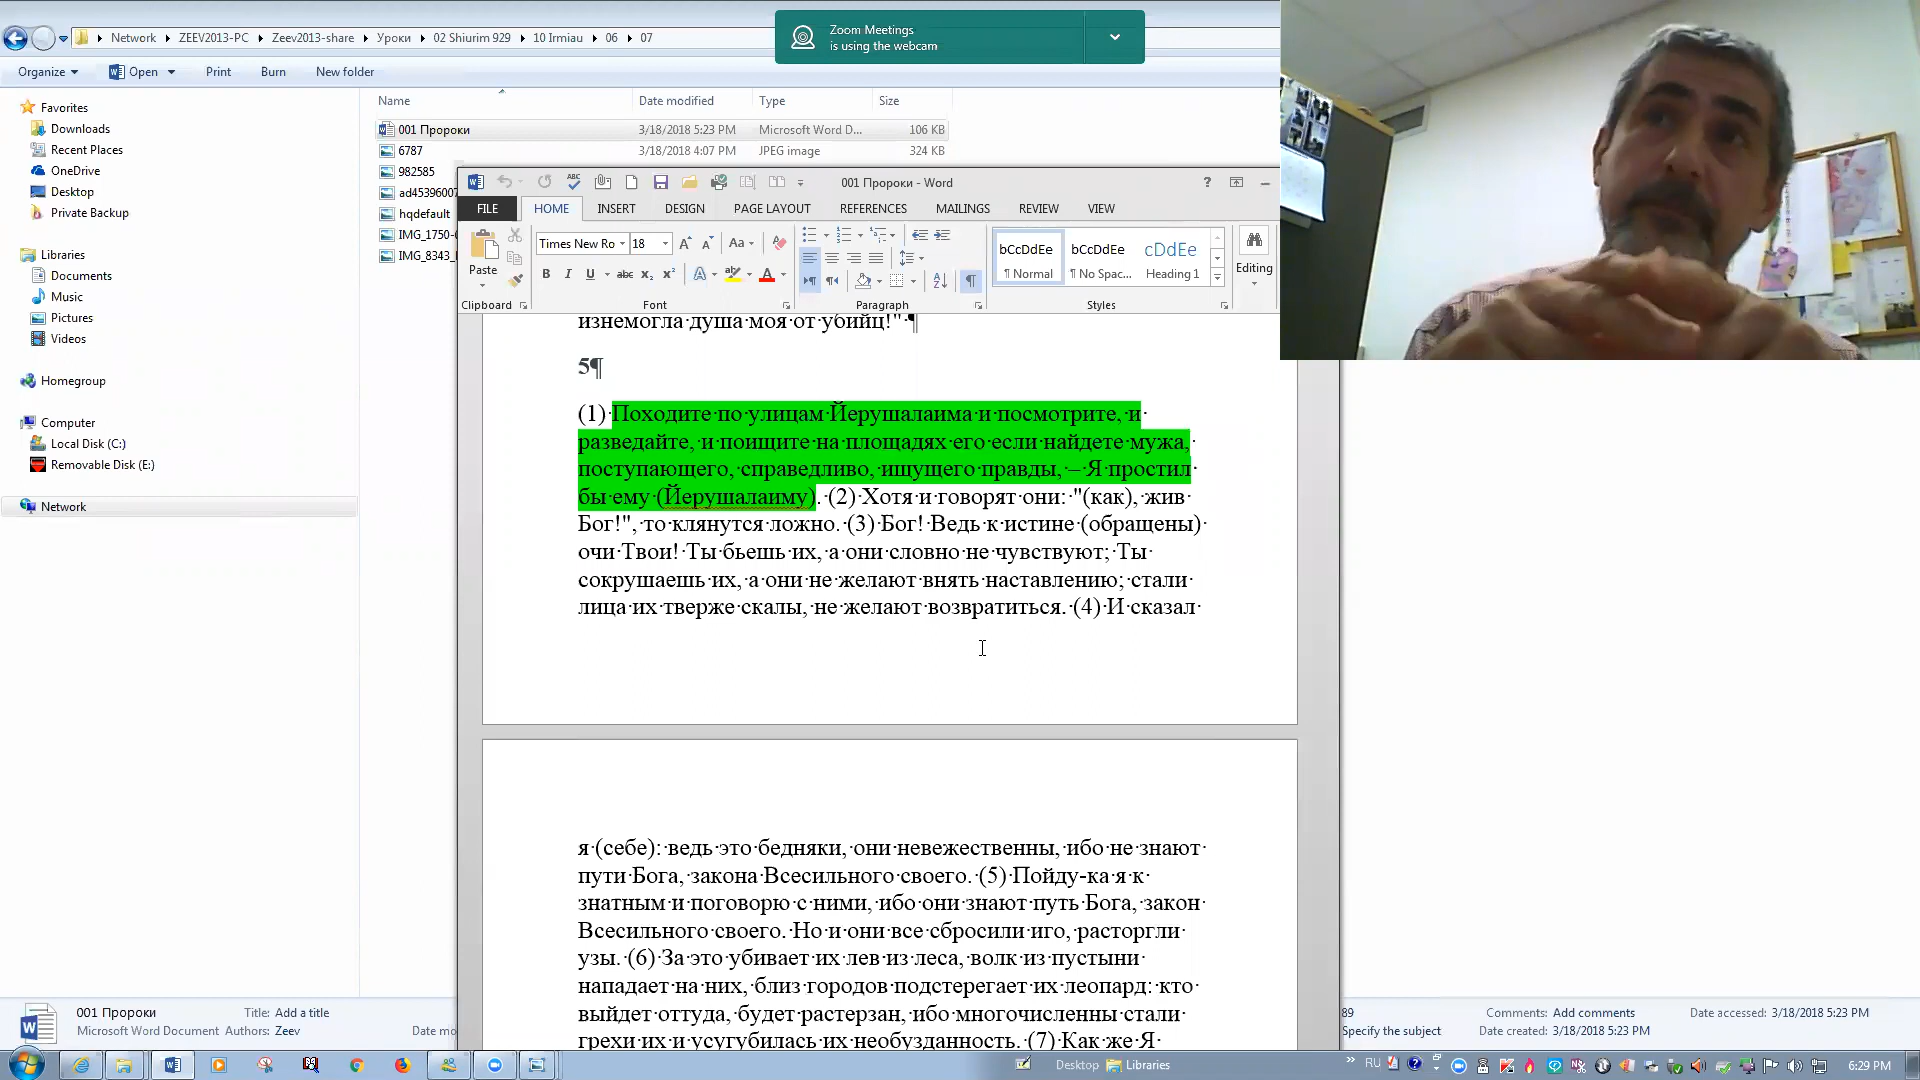 Network ▸ ZEEV2013-PC ▸ Zeev2013-share ▸ Уроки ▸ 02 Shiurim 929 ▸ 10 Irmiau ▸ 06 ▸ 07
Zoom Meetings
is using the webcam
Organize Open Print Burn New folder
Name Date modified Type Size
Favorites
Downloads
Recent Places
OneDrive
Desktop
Private Backup
Libraries
Documents
Music
Pictures
Videos
Homegroup
Computer
Local Disk (C:)
Removable Disk (E:)
Network
001 Пророки 3/18/2018 5:23 PM Microsoft Word D... 106 KB
6787 3/18/2018 4:07 PM JPEG image 324 KB
982585
ad45396007
hqdefault
IMG_1750-
IMG_8343_
001 Пророки - Word
FILE HOME INSERT DESIGN PAGE LAYOUT REFERENCES MAILINGS REVIEW VIEW
Times New Ro 18
Paste
bCcDdEe bCcDdEe cDdEe
¶ Normal ¶ No Spac... Heading 1
Editing
Clipboard Font Paragraph Styles
изнемогла душа моя от убийц!" ¶
5¶
(1) Походите по улицам Йерушалаима и посмотрите, и
разведайте, и поищите на площадях его если найдете мужа,
поступающего, справедливо, ищущего правды, – Я простил
бы ему (Йерушалаиму). (2) Хотя и говорят они: "(как), жив
Бог!", то клянутся ложно. (3) Бог! Ведь к истине (обращены)
очи Твои! Ты бьешь их, а они словно не чувствуют; Ты
сокрушаешь их, а они не желают внять наставлению; стали
лица их тверже скалы, не желают возвратиться. (4) И сказал
я (себе): ведь это бедняки, они невежественны, ибо не знают
пути Бога, закона Всесильного своего. (5) Пойду-ка я к
знатным и поговорю с ними, ибо они знают путь Бога, закон
Всесильного своего. Но и они все сбросили иго, расторгли
узы. (6) За это убивает их лев из леса, волк из пустыни
нападает на них, близ городов подстерегает их леопард: кто
выйдет оттуда, будет растерзан, ибо многочисленны стали
грехи их и усугубилась их необузданность. (7) Как же Я
001 Пророки Title: Add a title 89 Comments: Add comments Date accessed: 3/18/2018 5:23 PM
Microsoft Word Document Authors: Zeev Date mo Specify the subject Date created: 3/18/2018 5:23 PM
Desktop Libraries RU 6:29 PM